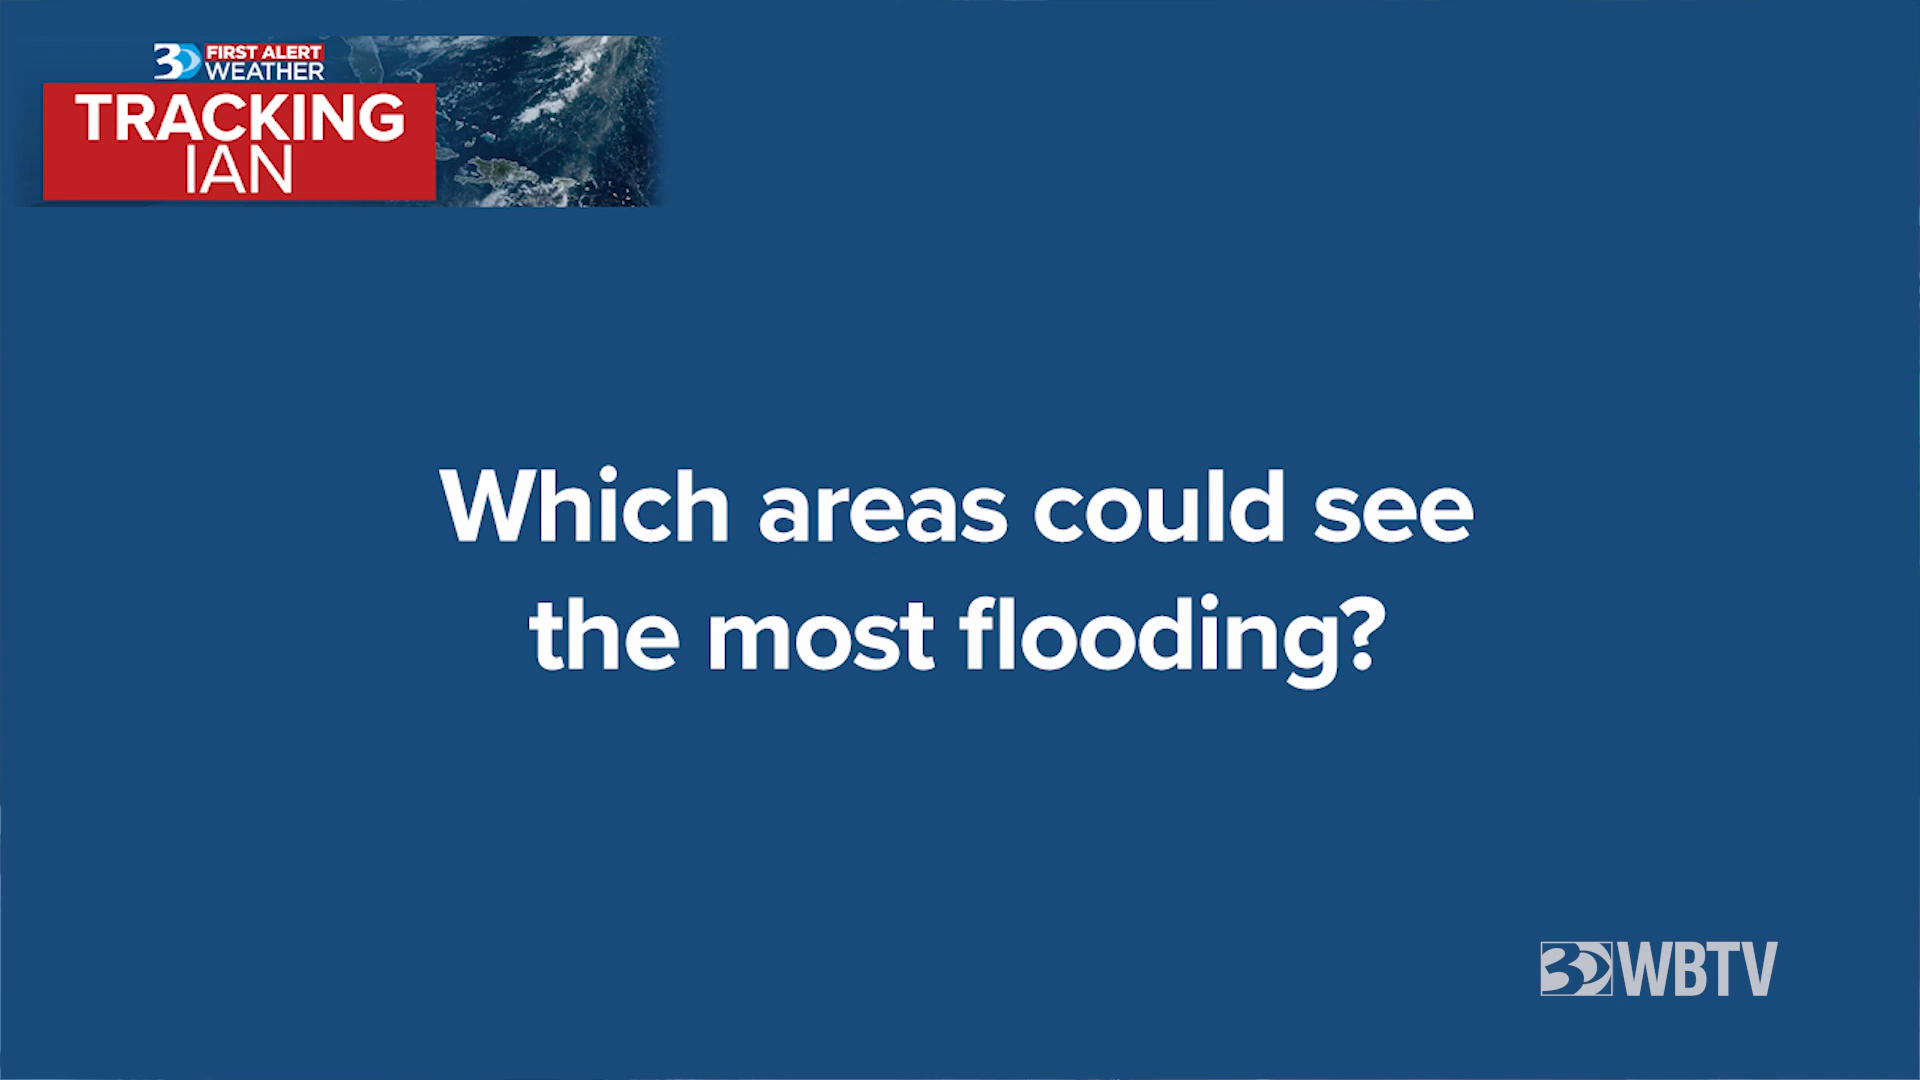 3 FIRST ALERT
WEATHER
TRACKING
IAN
Which areas could see
the most flooding?
3 WBTV